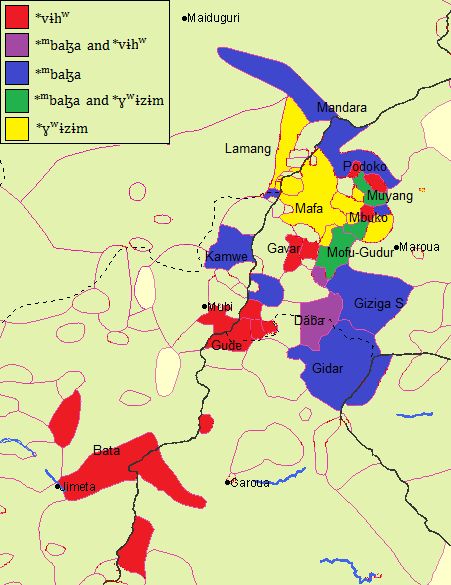 *vɨhʷ
*ᵐbaɮa and *vɨhʷ
*ᵐbaɮa
*ᵐbaɮa and *ɣʷɨzɨm
*ɣʷɨzɨm
Maiduguri
Mandara
Lamang
Podoko
Muyang
Mafa
Mbuko
Gavar
Mofu-Gudur
Maroua
Kamwe
Giziga S
Mubi
Daba
Gude
Gidar
Bata
Jimeta
Garoua